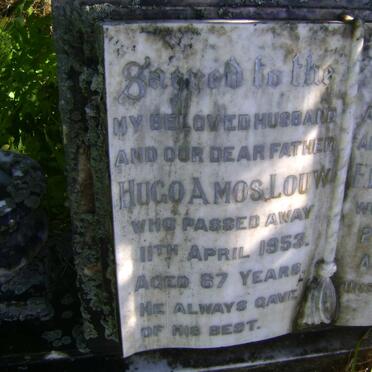 Sacred to the
MY BELOVED HUSBAND
AND OUR DEAR FATHER
HUGO AMOS LOUW
WHO PASSED AWAY
11TH APRIL 1953.
AGED 67 YEARS.
HE ALWAYS GAVE
OF HIS BEST.